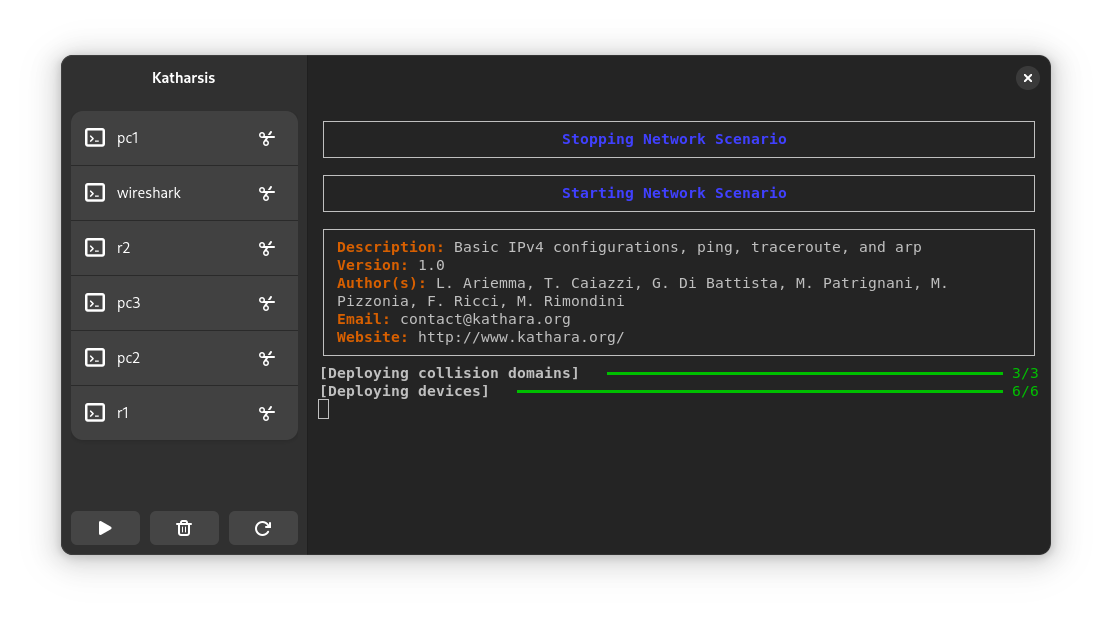 Katharsis
pc1
wireshark
r2
pc3
pc2
r1
Stopping Network Scenario
Starting Network Scenario
Description: Basic IPv4 configurations, ping, traceroute, and arp
Version: 1.0
Author(s): L. Ariemma, T. Caiazzi, G. Di Battista, M. Patrignani, M.
Pizzonia, F. Ricci, M. Rimondini
Email: contact@kathara.org
Website: http://www.kathara.org/
[Deploying collision domains] 3/3
[Deploying devices] 6/6